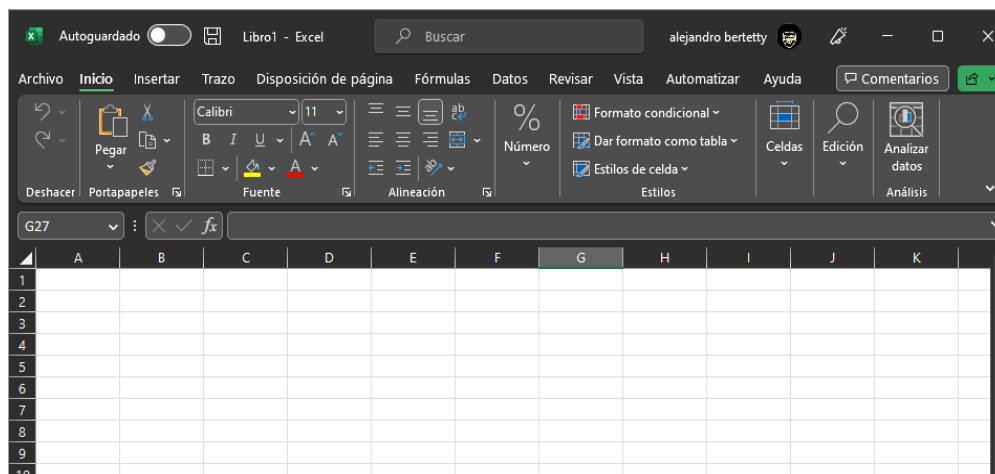 Autoguardado Libro1 - Excel Buscar alejandro bertetty
Archivo Inicio Insertar Trazo Disposición de página Fórmulas Datos Revisar Vista Automatizar Ayuda Comentarios
Calibri 11 ab Formato condicional
Pegar N K S A A Número Dar formato como tabla Celdas Edición Analizar datos
A Estilos de celda
Deshacer Portapapeles Fuente Alineación Estilos Análisis
G27 fx
A B C D E F G H I J K
1
2
3
4
5
6
7
8
9
10